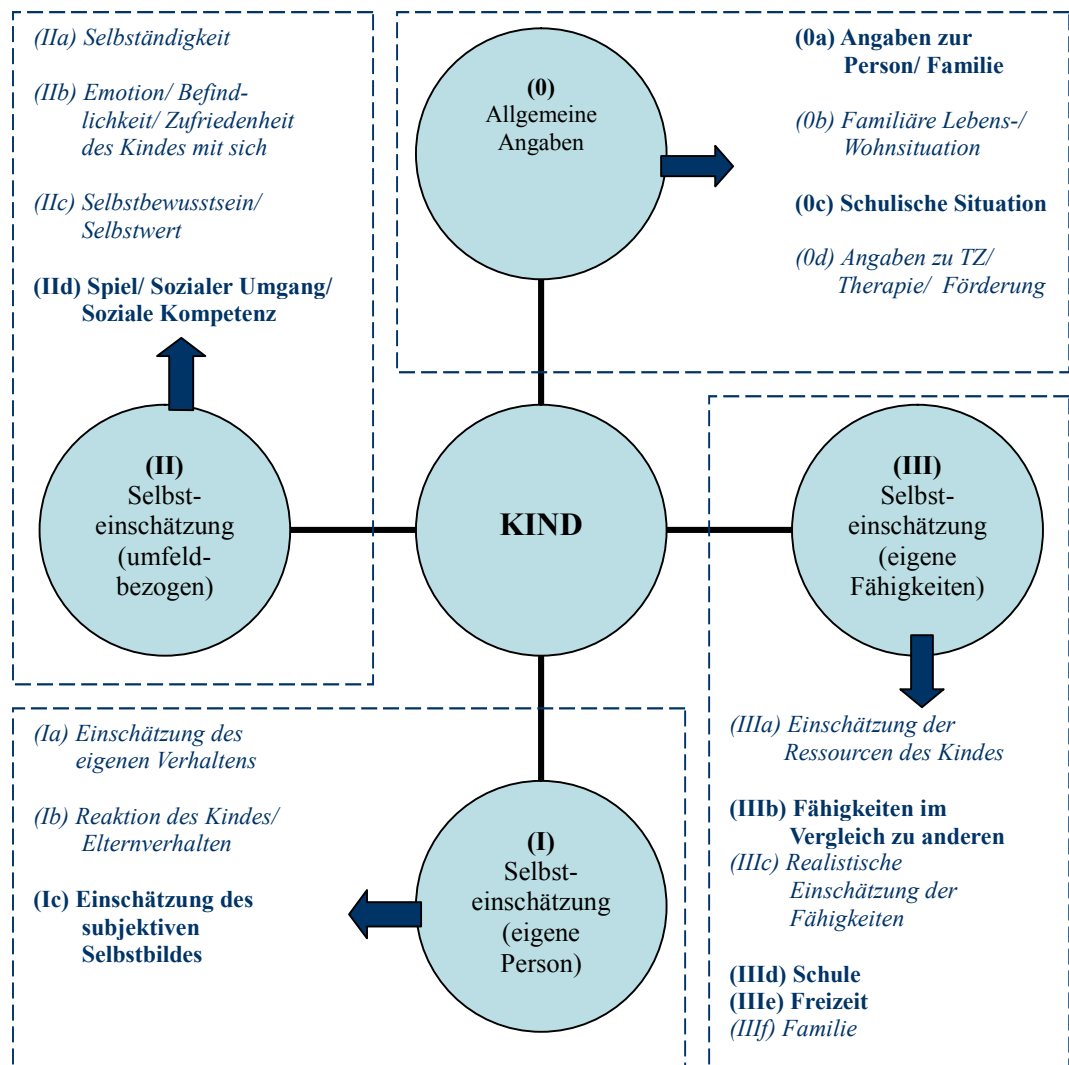 (IIa) Selbständigkeit
(IIb) Emotion/ Befind-
lichkeit/ Zufriedenheit
des Kindes mit sich
(IIc) Selbstbewusstsein/
Selbstwert
(IId) Spiel/ Sozialer Umgang/
Soziale Kompetenz
(0)
Allgemeine
Angaben
(0a) Angaben zur
Person/ Familie
(0b) Familiäre Lebens-/
Wohnsituation
(0c) Schulische Situation
(0d) Angaben zu TZ/
Therapie/ Förderung
(II)
Selbst-
einschätzung
(umfeld-
bezogen)
KIND
(III)
Selbst-
einschätzung
(eigene
Fähigkeiten)
(Ia) Einschätzung des
eigenen Verhaltens
(Ib) Reaktion des Kindes/
Elternverhalten
(Ic) Einschätzung des
subjektiven
Selbstbildes
(I)
Selbst-
einschätzung
(eigene
Person)
(IIIa) Einschätzung der
Ressourcen des Kindes
(IIIb) Fähigkeiten im
Vergleich zu anderen
(IIIc) Realistische
Einschätzung der
Fähigkeiten
(IIId) Schule
(IIIe) Freizeit
(IIIf) Familie